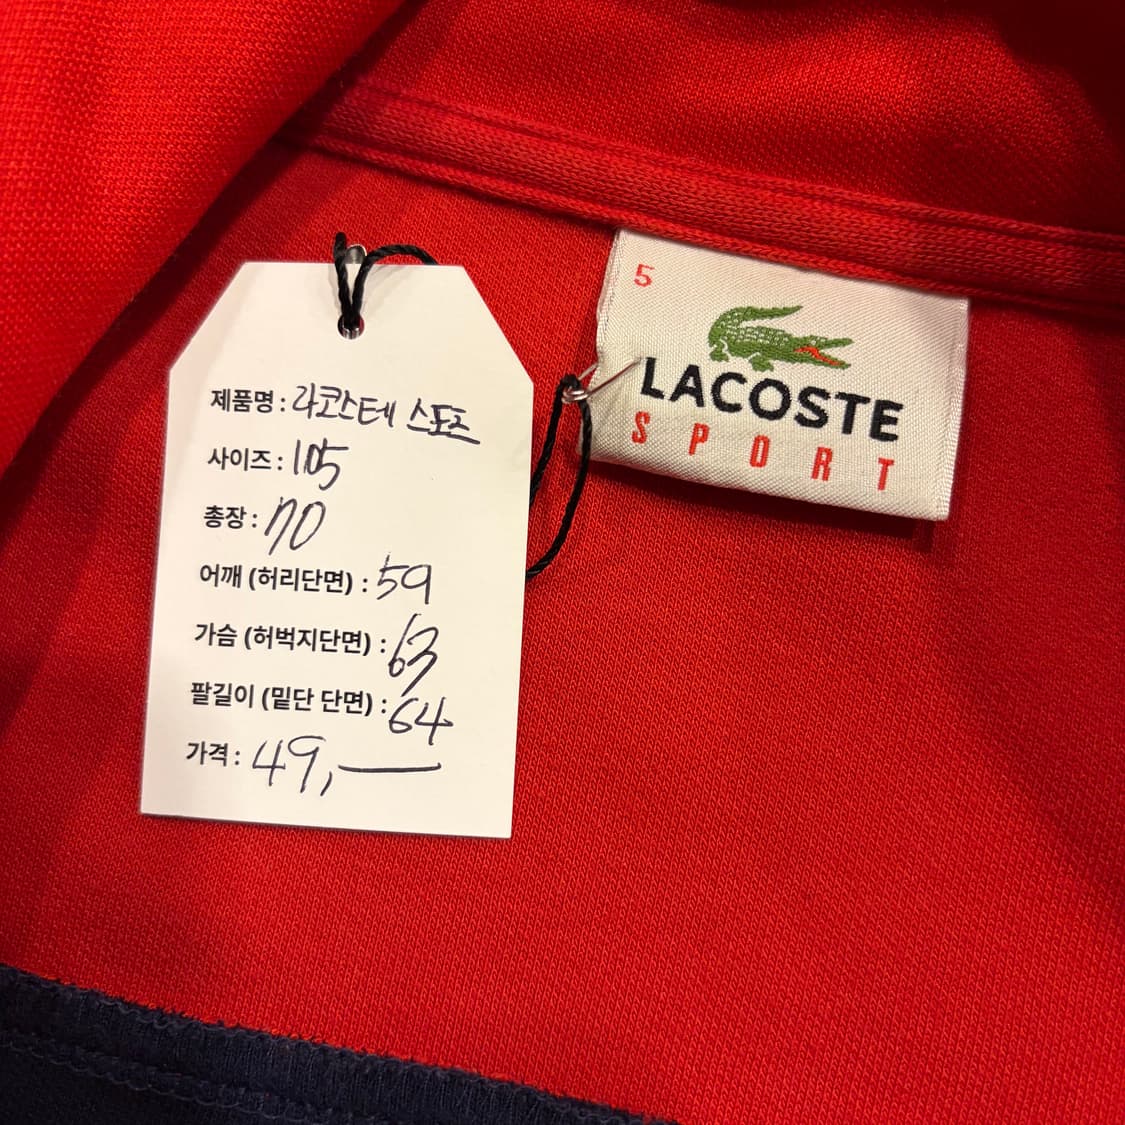 제품명 : 라코스테 스포츠
사이즈 : 105
총장 : 70
어깨 (허리단면) : 59
가슴 (허벅지단면) : 63
팔길이 (밑단 단면) : 64
가격 : 49,—
5
LACOSTE
SPORT